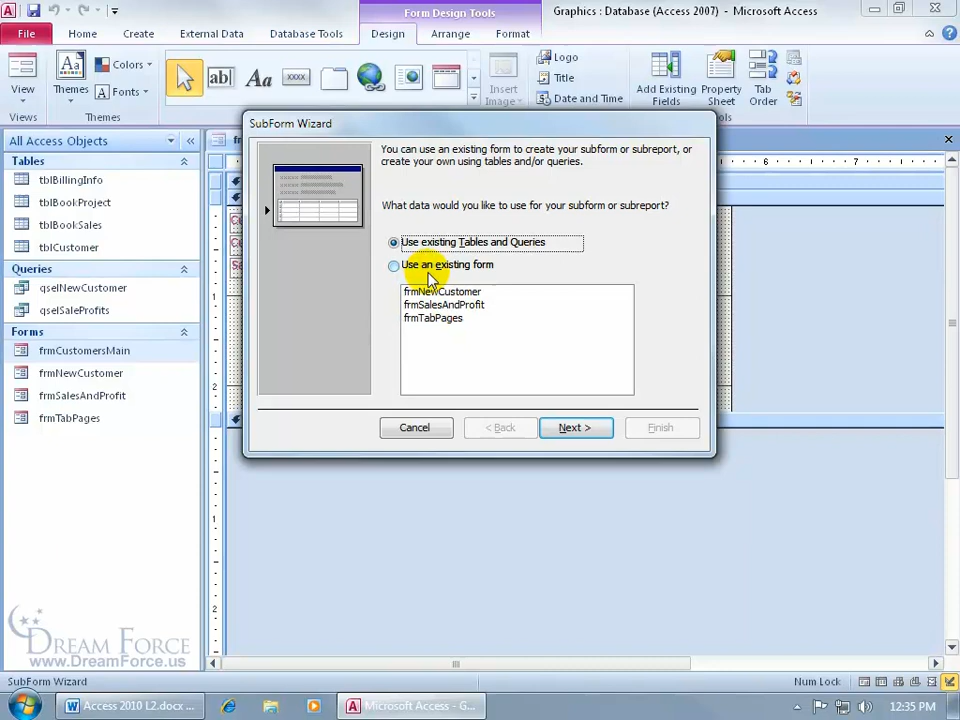 Form Design Tools
Graphics : Database (Access 2007) - Microsoft Access
File Home Create External Data Database Tools Design Arrange Format
View
Views
Themes
Colors
Fonts
Themes
ab|
Aa
XXXX
Insert
Image
Logo
Title
Date and Time
Add Existing
Fields
Property
Sheet
Tab
Order
All Access Objects
Tables
tblBillingInfo
tblBookProject
tblBookSales
tblCustomer
Queries
qselNewCustomer
qselSaleProfits
Forms
frmCustomersMain
frmNewCustomer
frmSalesAndProfit
frmTabPages
SubForm Wizard
You can use an existing form to create your subform or subreport, or
create your own using tables and/or queries.
What data would you like to use for your subform or subreport?
Use existing Tables and Queries
Use an existing form
frmNewCustomer
frmSalesAndProfit
frmTabPages
Cancel < Back Next > Finish
DREAM FORCE
www.DreamForce.us
SubForm Wizard
Num Lock
Access 2010 L2.docx ...
Microsoft Access - G...
12:35 PM